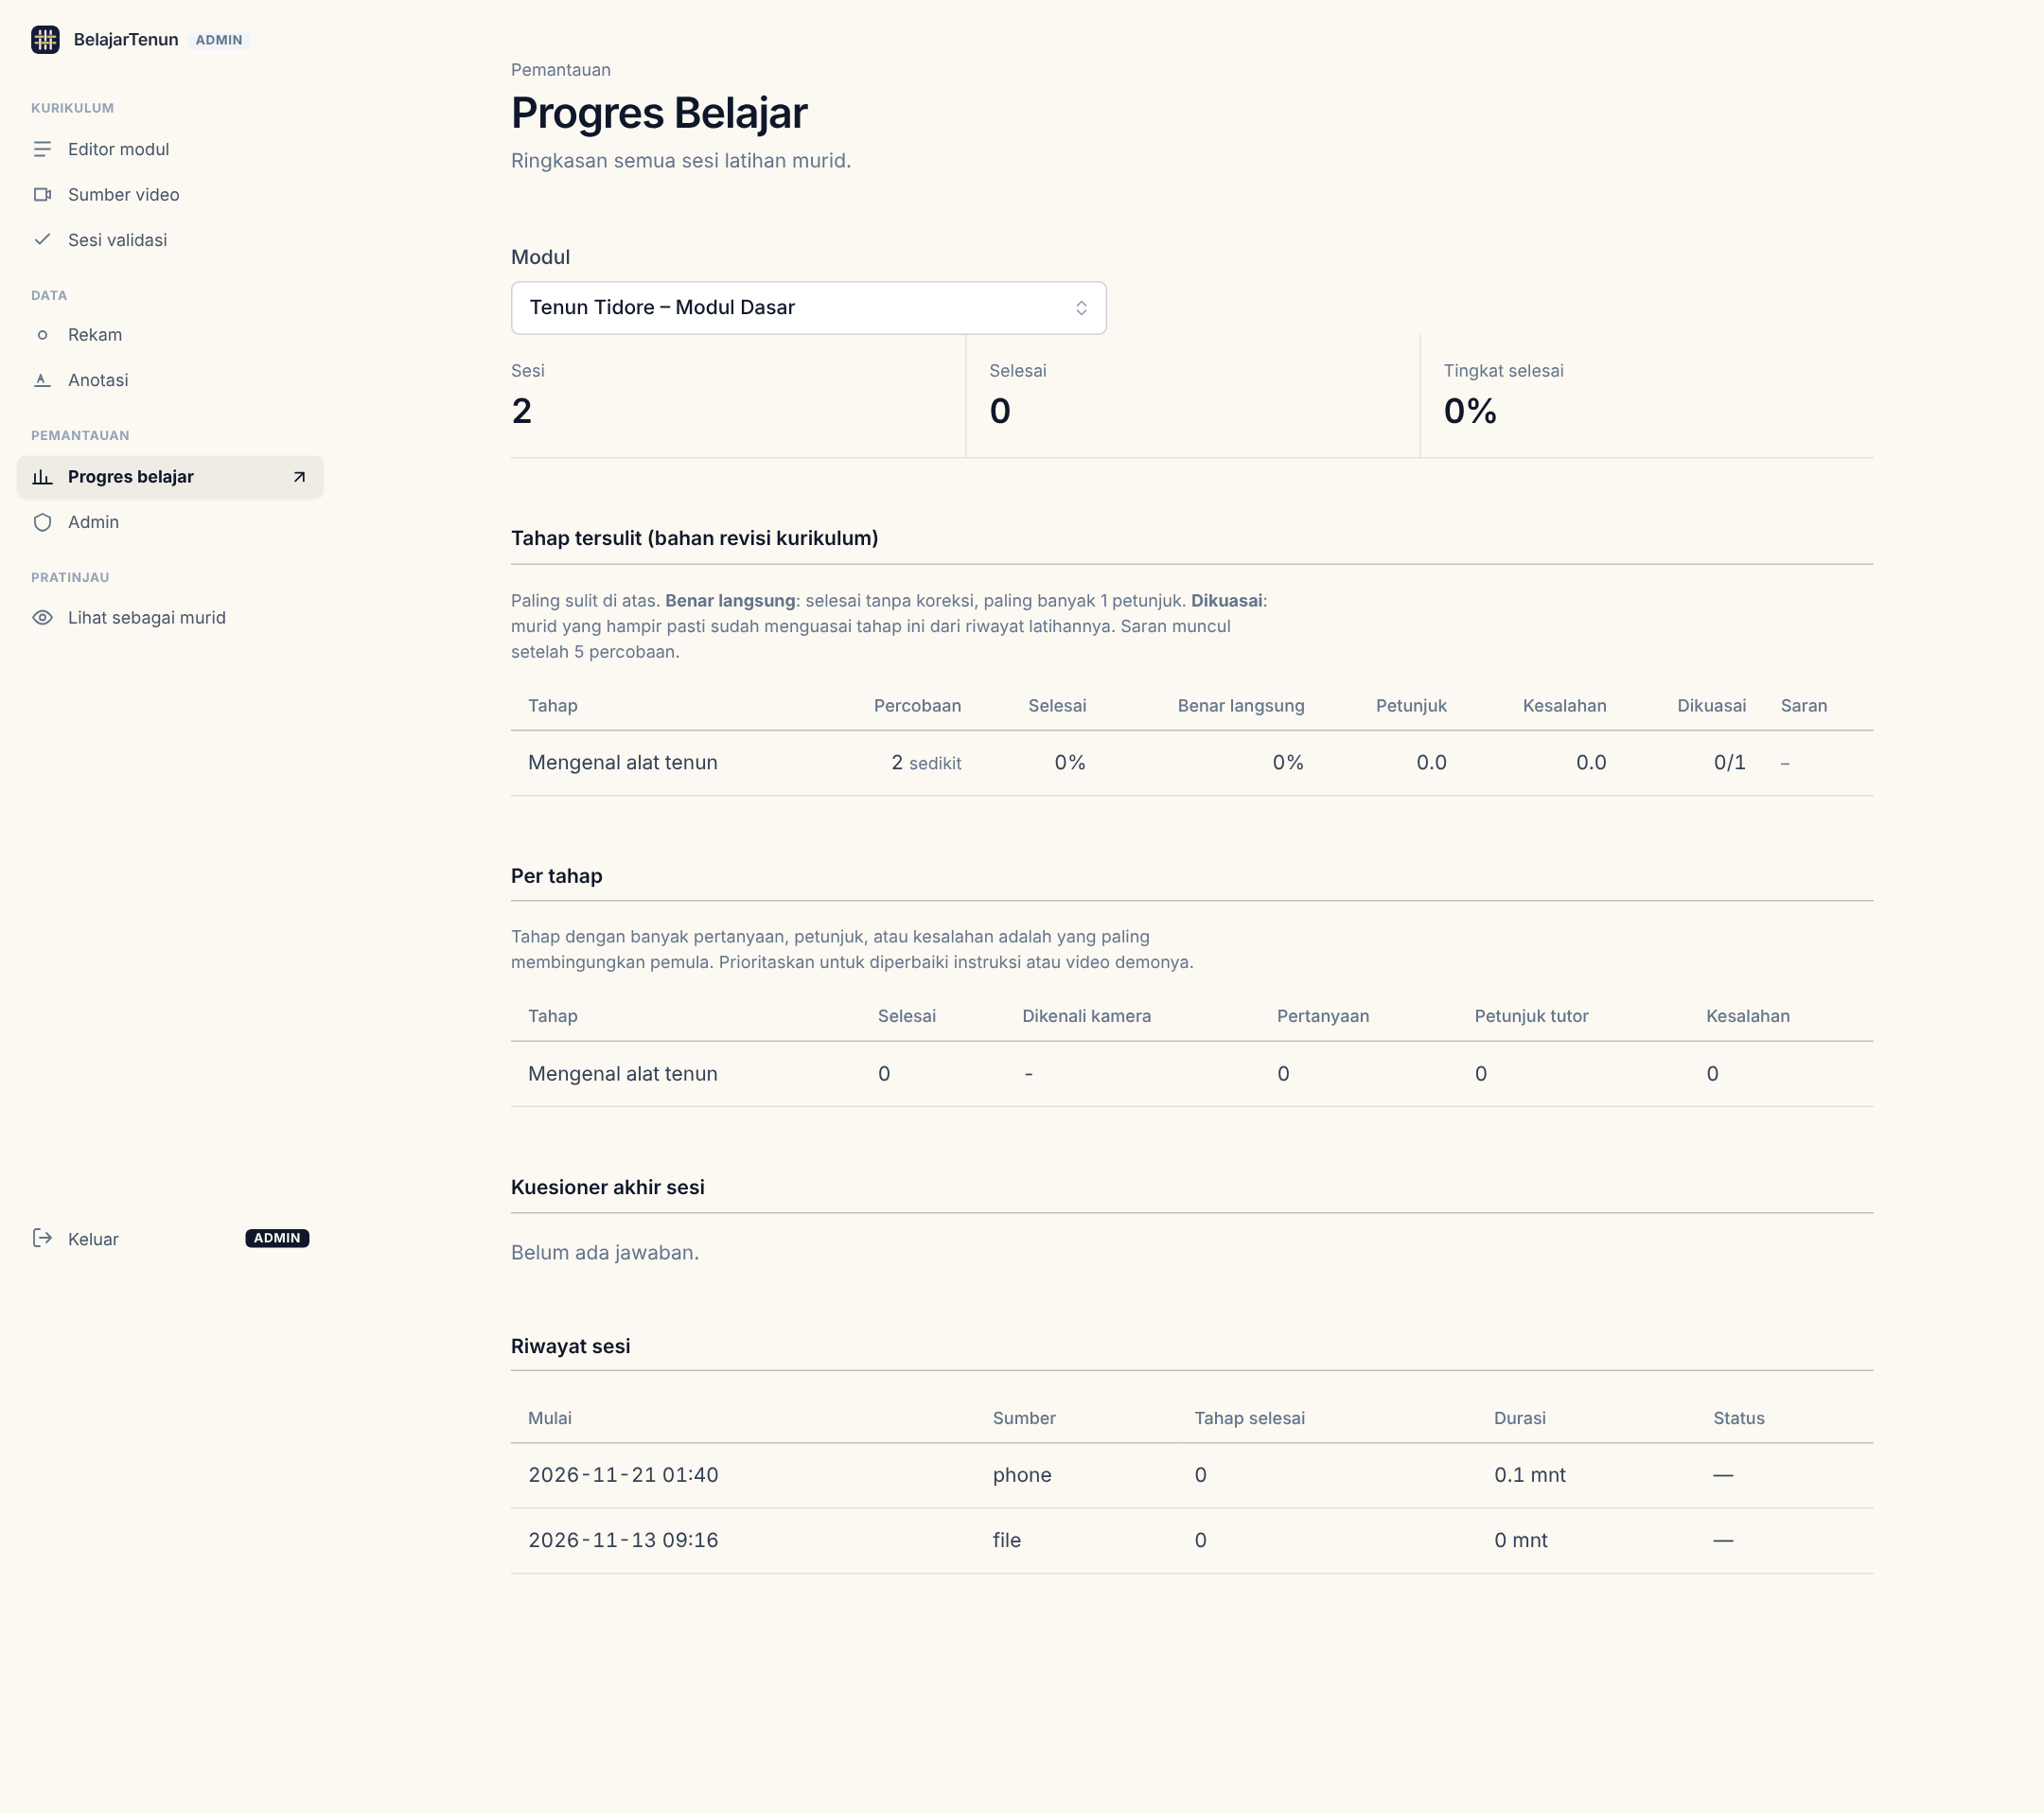 BelajarTenun ADMIN
KURIKULUM
Editor modul
Sumber video
Sesi validasi
DATA
Rekam
Anotasi
PEMANTAUAN
Progres belajar
Admin
PRATINJAU
Lihat sebagai murid
Keluar ADMIN
Pemantauan
Progres Belajar
Ringkasan semua sesi latihan murid.
Modul
Tenun Tidore – Modul Dasar
Sesi Selesai Tingkat selesai
2 0 0%
Tahap tersulit (bahan revisi kurikulum)
Paling sulit di atas. Benar langsung: selesai tanpa koreksi, paling banyak 1 petunjuk. Dikuasai:
murid yang hampir pasti sudah menguasai tahap ini dari riwayat latihannya. Saran muncul
setelah 5 percobaan.
Tahap Percobaan Selesai Benar langsung Petunjuk Kesalahan Dikuasai Saran
Mengenal alat tenun 2 sedikit 0% 0% 0.0 0.0 0/1 –
Per tahap
Tahap dengan banyak pertanyaan, petunjuk, atau kesalahan adalah yang paling
membingungkan pemula. Prioritaskan untuk diperbaiki instruksi atau video demonya.
Tahap Selesai Dikenali kamera Pertanyaan Petunjuk tutor Kesalahan
Mengenal alat tenun 0 - 0 0 0
Kuesioner akhir sesi
Belum ada jawaban.
Riwayat sesi
Mulai Sumber Tahap selesai Durasi Status
2026-11-21 01:40 phone 0 0.1 mnt —
2026-11-13 09:16 file 0 0 mnt —